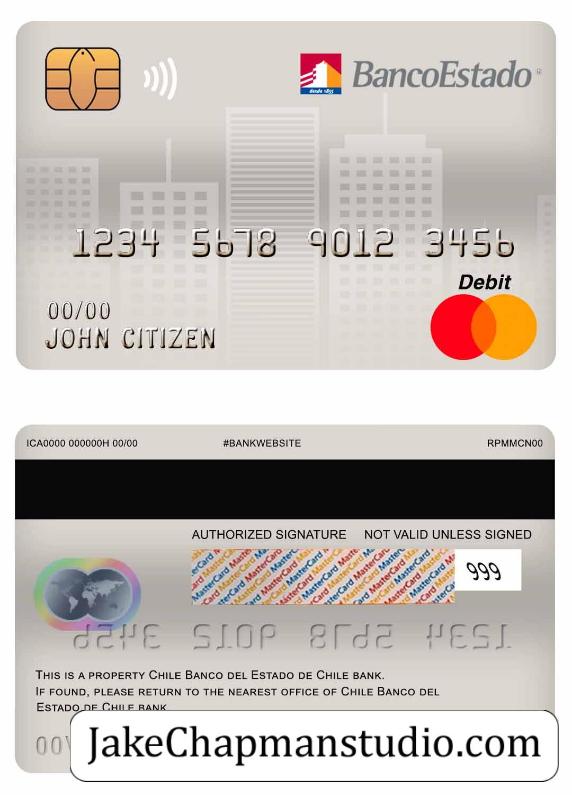 BancoEstado®
desde 1855
1234 5678 9012 3456
Debit
00/00
JOHN CITIZEN
ICA0000 000000H 00/00 #BANKWEBSITE RPMMCN00
AUTHORIZED SIGNATURE NOT VALID UNLESS SIGNED
MasterCard MasterCard MasterCard MasterCard MasterCard
999
1234 5678 9012 3456
THIS IS A PROPERTY CHILE BANCO DEL ESTADO DE CHILE BANK.
IF FOUND, PLEASE RETURN TO THE NEAREST OFFICE OF CHILE BANCO DEL
ESTADO DE CHILE BANK.
00/
JakeChapmanstudio.com